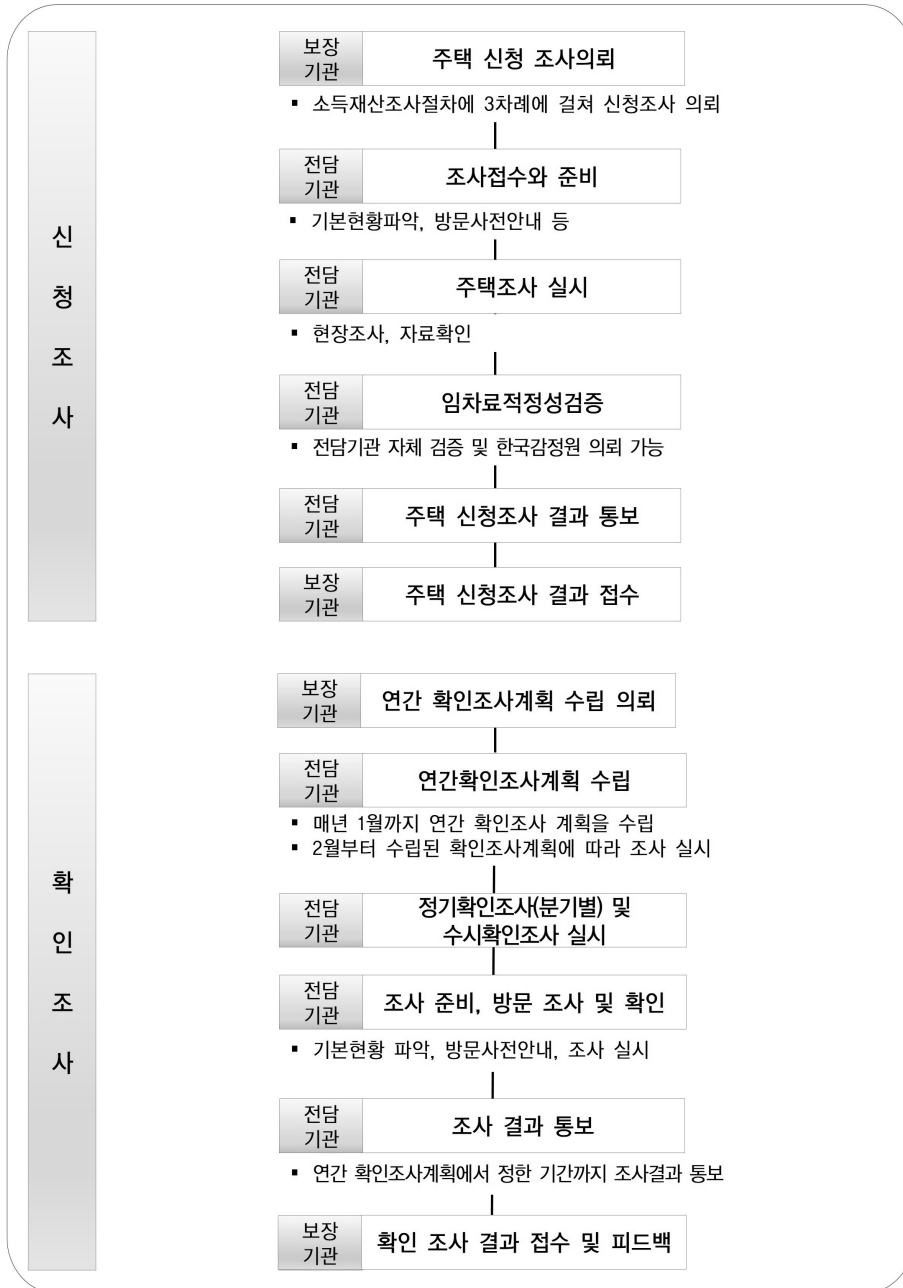 신
청
조
사
보장
기관
주택 신청 조사의뢰
▪ 소득재산조사절차에 3차례에 걸쳐 신청조사 의뢰
전담
기관
조사접수와 준비
▪ 기본현황파악, 방문사전안내 등
전담
기관
주택조사 실시
▪ 현장조사, 자료확인
전담
기관
임차료적정성검증
▪ 전담기관 자체 검증 및 한국감정원 의뢰 가능
전담
기관
주택 신청조사 결과 통보
보장
기관
주택 신청조사 결과 접수
확
인
조
사
보장
기관
연간 확인조사계획 수립 의뢰
전담
기관
연간확인조사계획 수립
▪ 매년 1월까지 연간 확인조사 계획을 수립
▪ 2월부터 수립된 확인조사계획에 따라 조사 실시
전담
기관
정기확인조사(분기별) 및
수시확인조사 실시
전담
기관
조사 준비, 방문 조사 및 확인
▪ 기본현황 파악, 방문사전안내, 조사 실시
전담
기관
조사 결과 통보
▪ 연간 확인조사계획에서 정한 기간까지 조사결과 통보
보장
기관
확인 조사 결과 접수 및 피드백